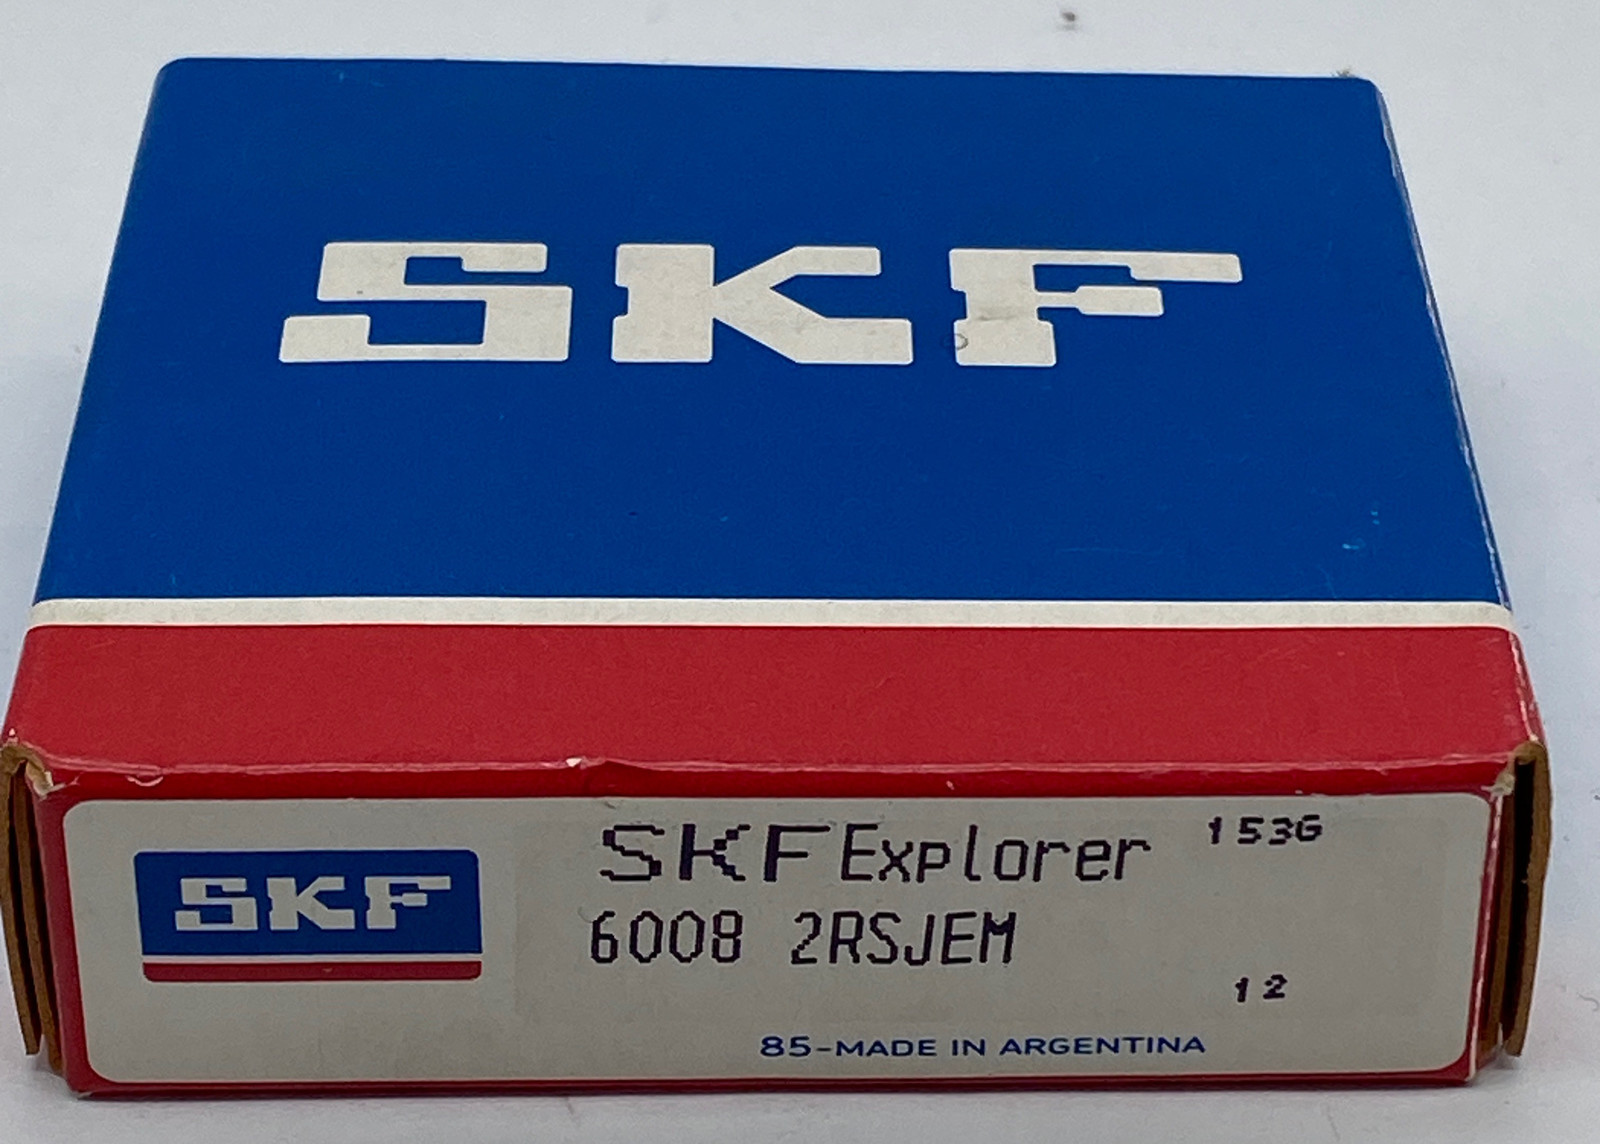 SKF
SKF
SKF Explorer
153G
6008 2RSJEM
12
85-MADE IN ARGENTINA